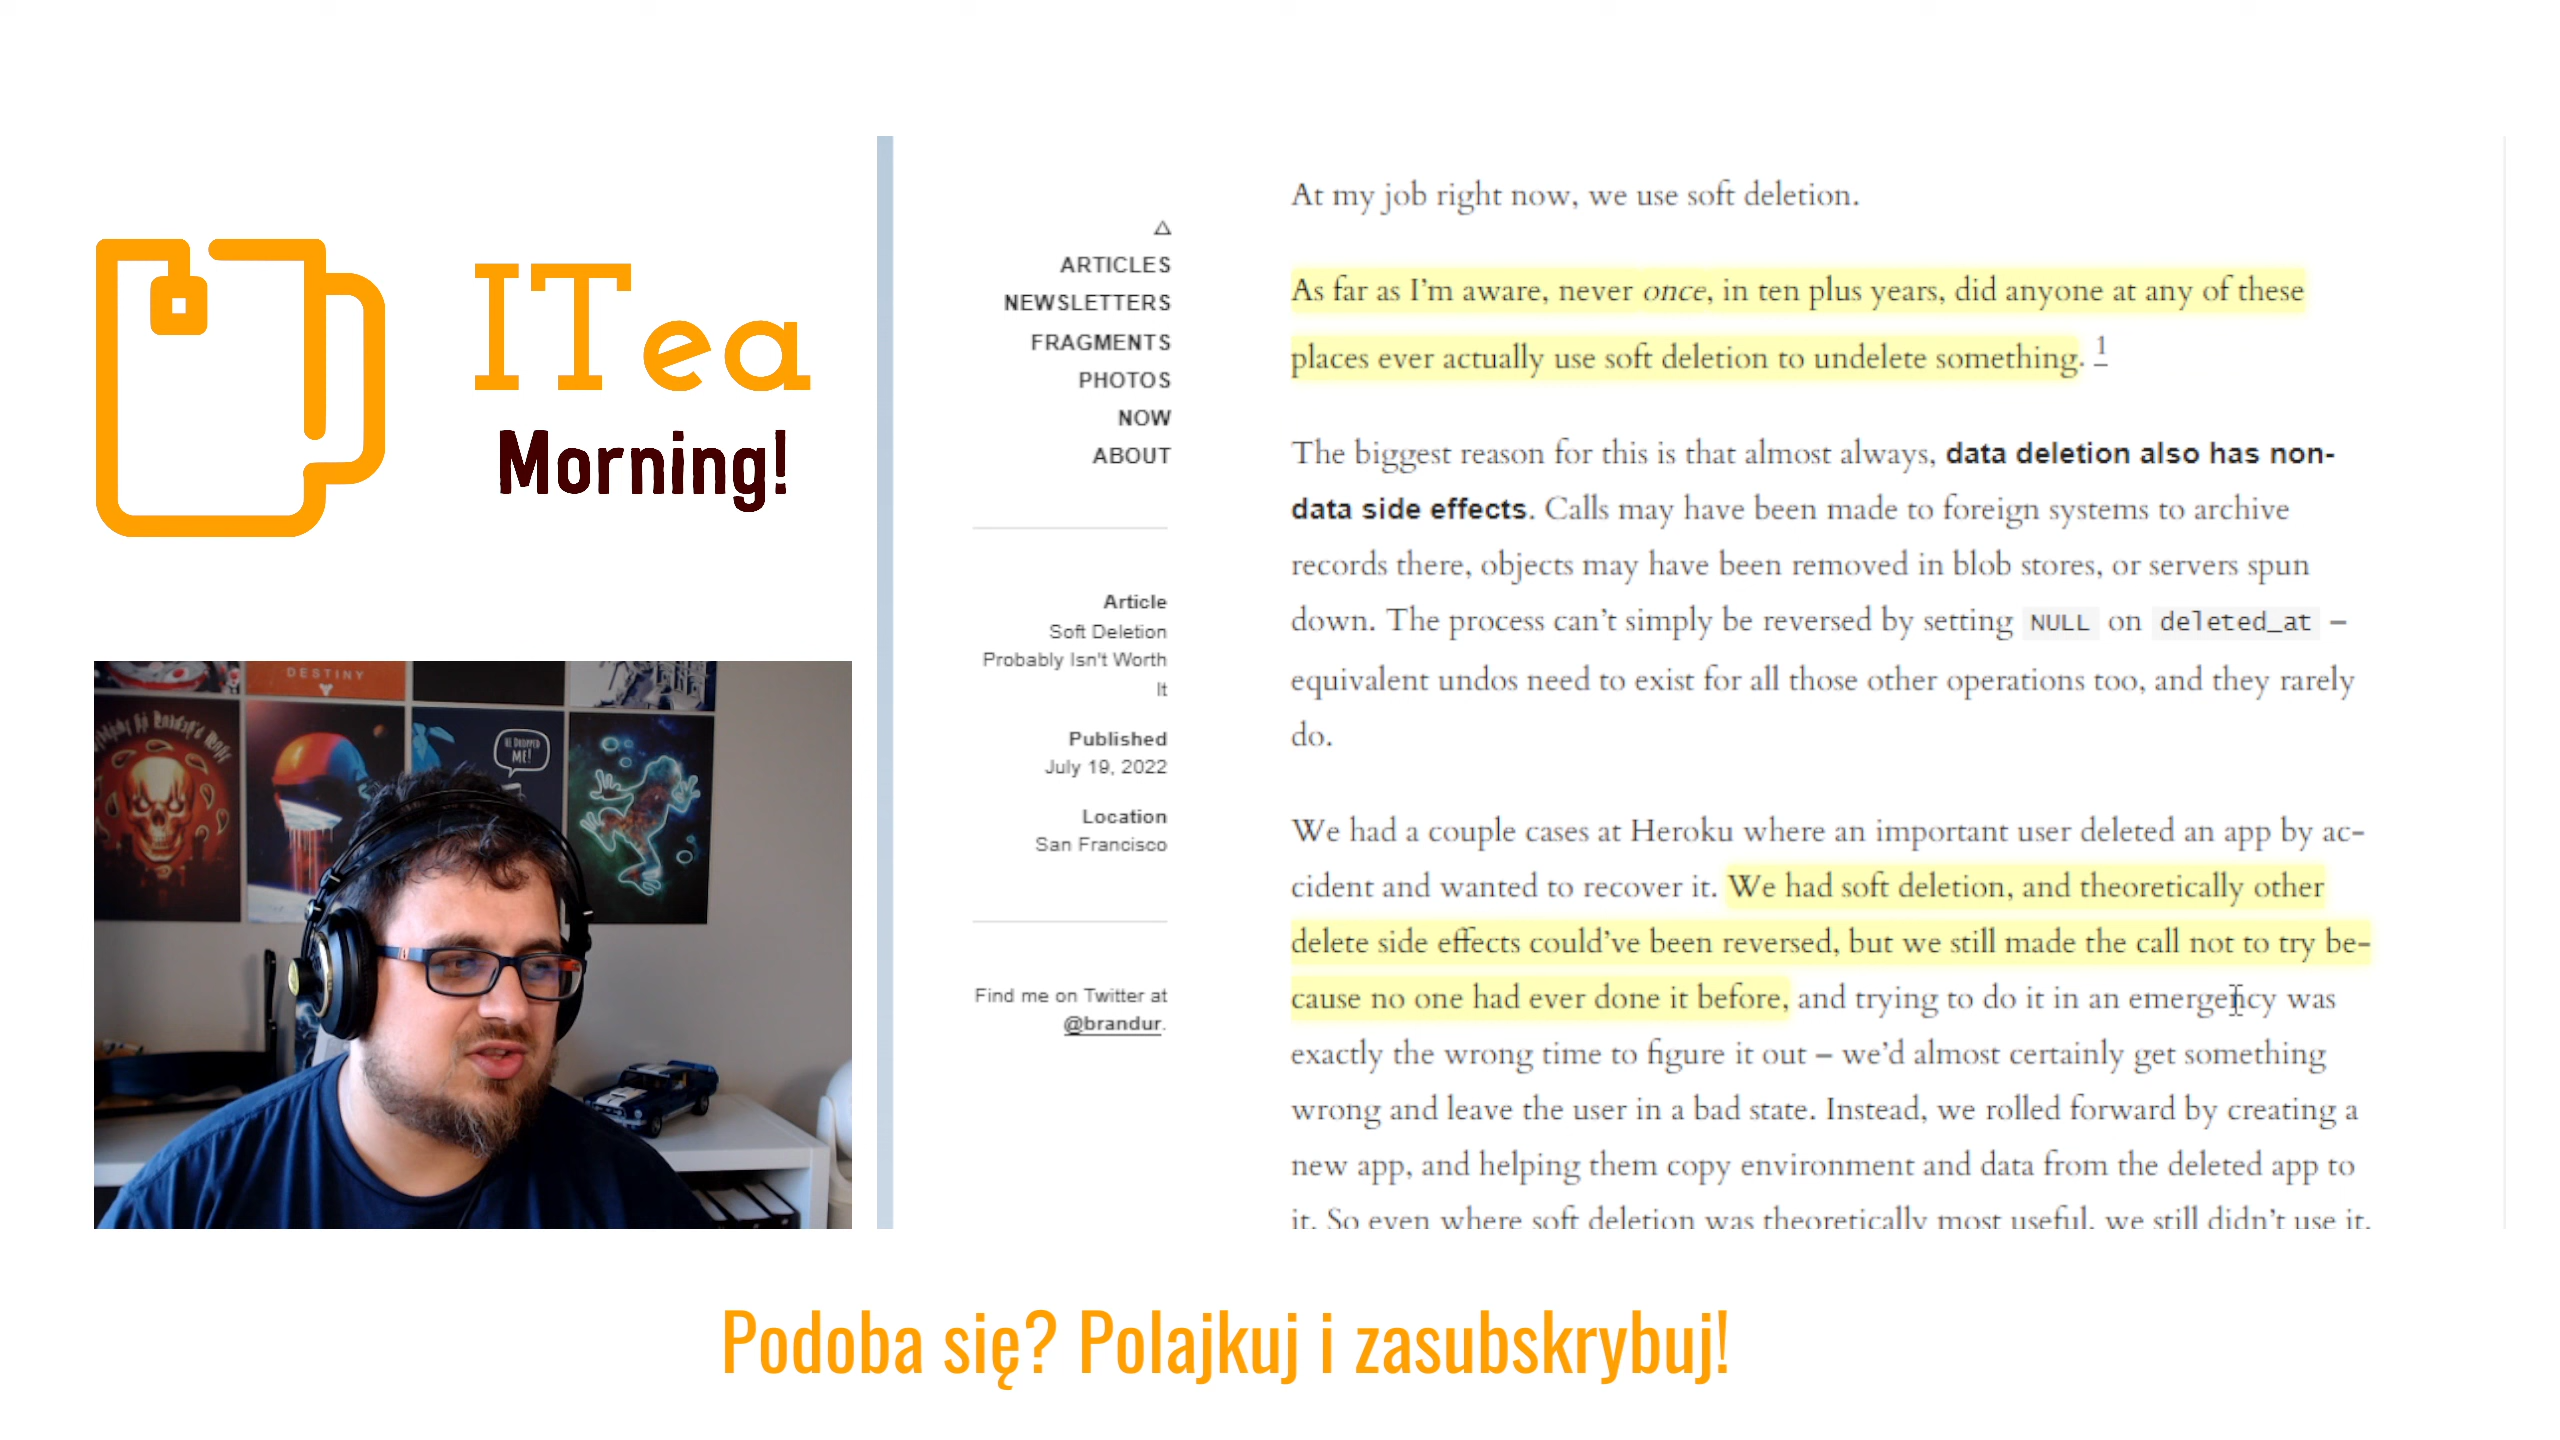 ITea
Morning!
DESTINY
HE DROPPED
ME!
△
ARTICLES
NEWSLETTERS
FRAGMENTS
PHOTOS
NOW
ABOUT
Article
Soft Deletion
Probably Isn't Worth
It
Published
July 19, 2022
Location
San Francisco
Find me on Twitter at
@brandur.
At my job right now, we use soft deletion.
As far as I'm aware, never once, in ten plus years, did anyone at any of these
places ever actually use soft deletion to undelete something. 1
The biggest reason for this is that almost always, data deletion also has non-
data side effects. Calls may have been made to foreign systems to archive
records there, objects may have been removed in blob stores, or servers spun
down. The process can't simply be reversed by setting NULL on deleted_at –
equivalent undos need to exist for all those other operations too, and they rarely
do.
We had a couple cases at Heroku where an important user deleted an app by ac-
cident and wanted to recover it. We had soft deletion, and theoretically other
delete side effects could've been reversed, but we still made the call not to try be-
cause no one had ever done it before, and trying to do it in an emergency was
exactly the wrong time to figure it out – we'd almost certainly get something
wrong and leave the user in a bad state. Instead, we rolled forward by creating a
new app, and helping them copy environment and data from the deleted app to
it. So even where soft deletion was theoretically most useful, we still didn't use it.
Podoba się? Polajkuj i zasubskrybuj!